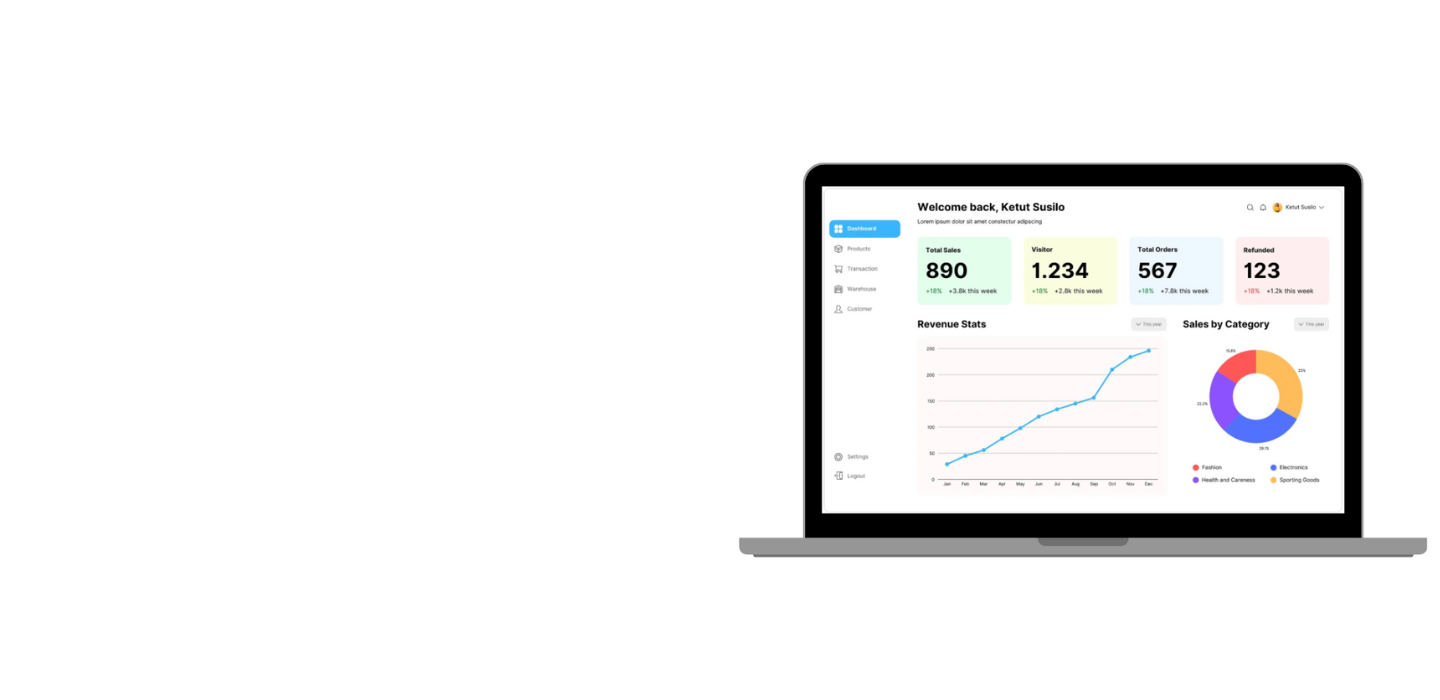 Welcome back, Ketut Susilo
Lorem ipsum dolor sit amet constectur adipscing
Ketut Susilo
Dashboard
Products
Transaction
Warehouse
Customer
Settings
Logout
Total Sales
890
+18% +3.8k this week
Visitor
1.234
+18% +2.8k this week
Total Orders
567
+18% +7.8k this week
Refunded
123
+18% +1.2k this week
Revenue Stats
This year
250
200
150
100
50
0
Jan Feb Mar Apr May Jun Jul Aug Sep Oct Nov Dec
Sales by Category
This year
15.8%
22.2%
29.1%
Fashion
Electronics
Health and Careness
Sporting Goods